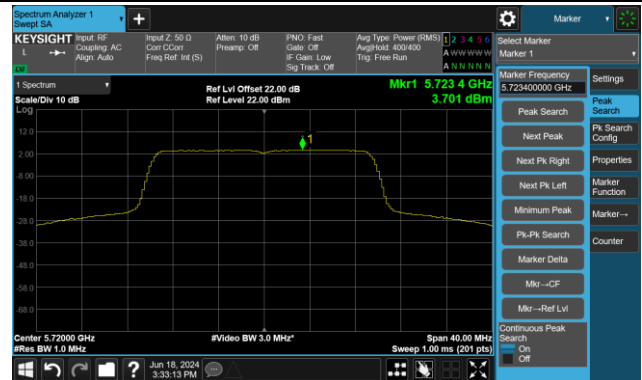 Spectrum Analyzer 1
Swept SA
+
Marker
KEYSIGHT
L
Input: RF
Coupling: AC
Align: Auto
Input Z: 50 Ω
Corr CCorr
Freq Ref: Int (S)
Atten: 10 dB
Preamp: Off
PNO: Fast
Gate: Off
IF Gain: Low
Sig Track: Off
Avg Type: Power (RMS)
Avg|Hold: 400/400
Trig: Free Run
1 2 3 4 5 6
A W W W W W
A N N N N N
Select Marker
Marker 1
1 Spectrum
Scale/Div 10 dB
Log
Ref Lvl Offset 22.00 dB
Ref Level 22.00 dBm
Mkr1 5.723 4 GHz
3.701 dBm
12.0
2.00
-8.00
-18.0
-28.0
-38.0
-48.0
-58.0
-68.0
1
Center 5.72000 GHz
#Res BW 1.0 MHz
#Video BW 3.0 MHz*
Span 40.00 MHz
Sweep 1.00 ms (201 pts)
Marker Frequency
5.723400000 GHz
Peak Search
Next Peak
Next Pk Right
Next Pk Left
Minimum Peak
Pk-Pk Search
Marker Delta
Mkr→CF
Mkr→Ref Lvl
Continuous Peak
Search
On
Off
Settings
Peak
Search
Pk Search
Config
Properties
Marker
Function
Marker→
Counter
?
Jun 18, 2024
3:33:13 PM